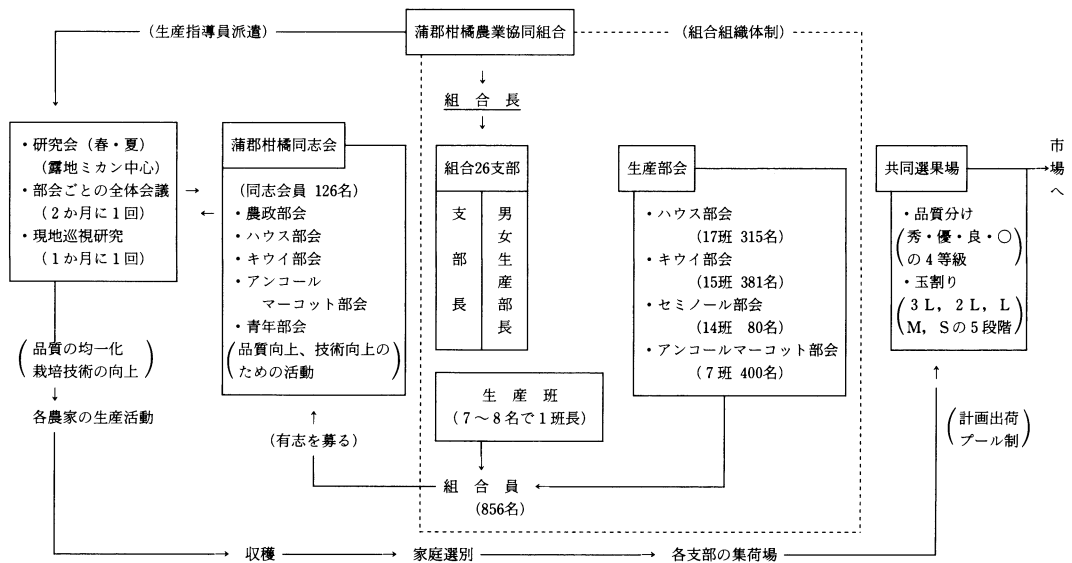 (生産指導員派遣)
蒲郡柑橘農業協同組合
(組合組織体制)
組 合 長
・研究会(春・夏)
(露地ミカン中心)
・部会ごとの全体会議
(2か月に1回)
・現地巡視研究
(1か月に1回)
(品質の均一化
栽培技術の向上)
各農家の生産活動
蒲郡柑橘同志会
(同志会員 126名)
・農政部会
・ハウス部会
・キウイ部会
・アンコール
マーコット部会
・青年部会
(品質向上、技術向上の
ための活動)
(有志を募る)
組合26支部
支部長
男女生産部長
生 産 班
(7〜8名で1班長)
組 合 員
(856名)
生産部会
・ハウス部会
(17班 315名)
・キウイ部会
(15班 381名)
・セミノール部会
(14班 80名)
・アンコールマーコット部会
(7班 400名)
共同選果場
・品質分け
(秀・優・良・○
の4等級)
・玉割り
(3L,2L,L
M,Sの5段階)
市場へ
(計画出荷
プール制)
収穫
家庭選別
各支部の集荷場